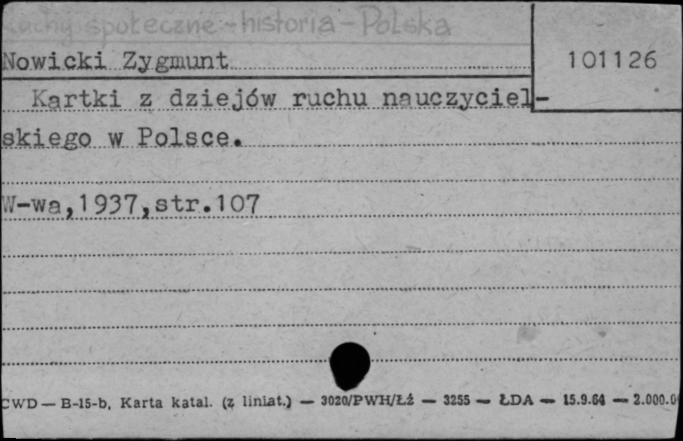 Ruchy społeczne - historia - Polska
Nowicki Zygmunt
101126
Kartki z dziejów ruchu nauczyciel-
skiego w Polsce.
W-wa,1937,str.107
CWD — B-15-b, Karta katal. (z liniat.) — 3020/PWH/Łź — 3255 — ŁDA — 15.9.64 — 2.000.0